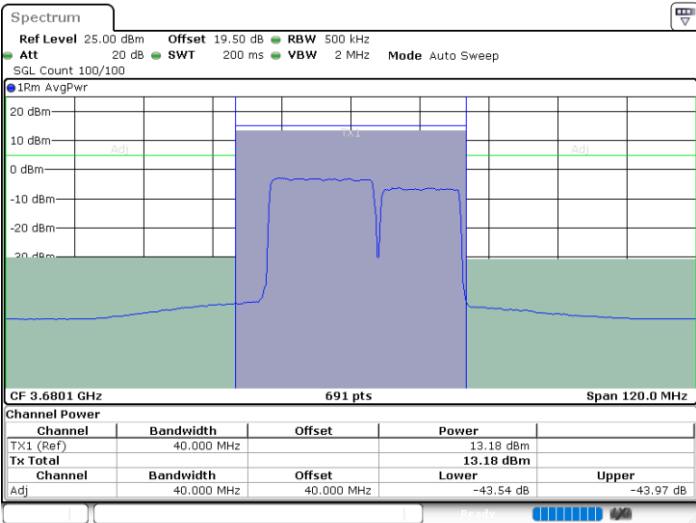 Spectrum
Ref Level 25.00 dBm Offset 19.50 dB RBW 500 kHz
Att 20 dB SWT 200 ms VBW 2 MHz Mode Auto Sweep
SGL Count 100/100
1Rm AvgPwr
20 dBm
TX1
10 dBm
Adj Adj
0 dBm
-10 dBm
-20 dBm
-30 dBm
CF 3.6801 GHz 691 pts Span 120.0 MHz
Channel Power
Channel Bandwidth Offset Power
TX1 (Ref) 40.000 MHz 13.18 dBm
Tx Total 13.18 dBm
Channel Bandwidth Offset Lower Upper
Adj 40.000 MHz 40.000 MHz -43.54 dB -43.97 dB
Ready